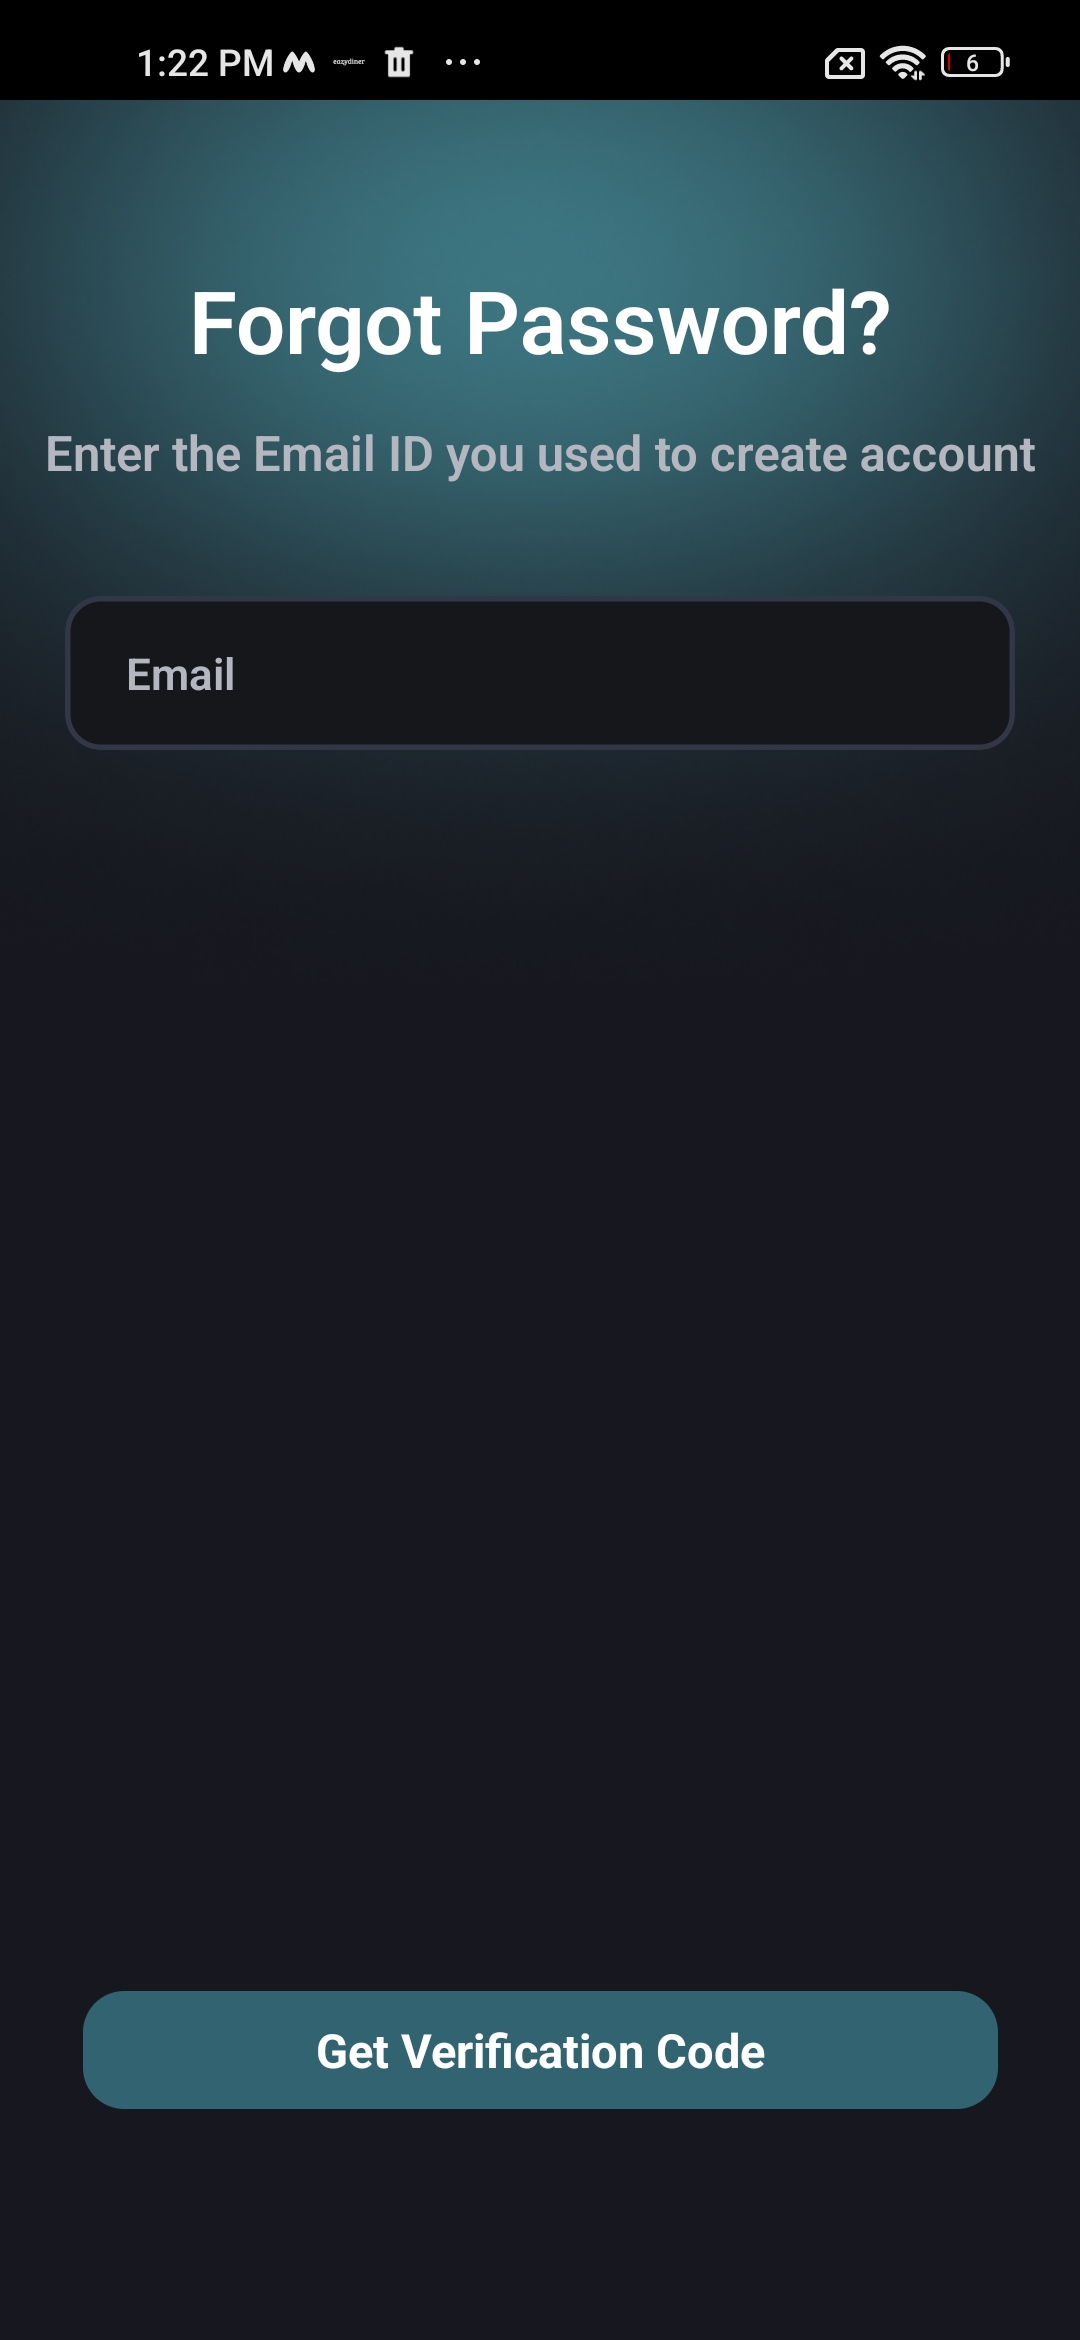 1:22 PM eazydiner 6
Forgot Password?
Enter the Email ID you used to create account
Email
Get Verification Code